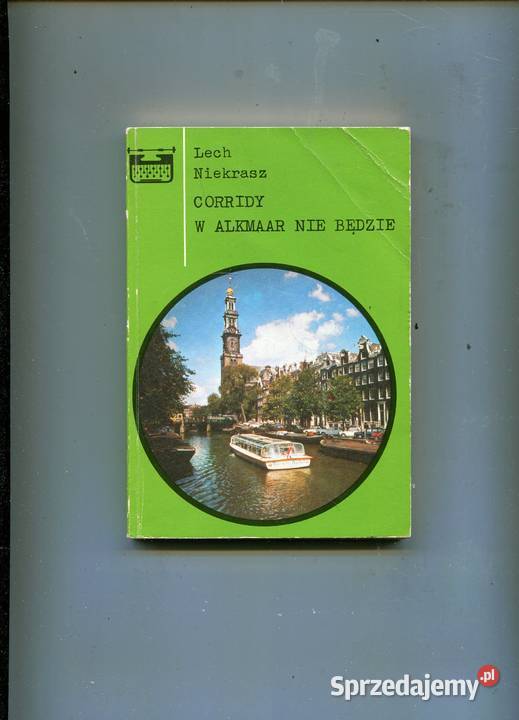 Lech
Niekrasz
CORRIDY
W ALKMAAR NIE BĘDZIE
Sprzedajemy.pl